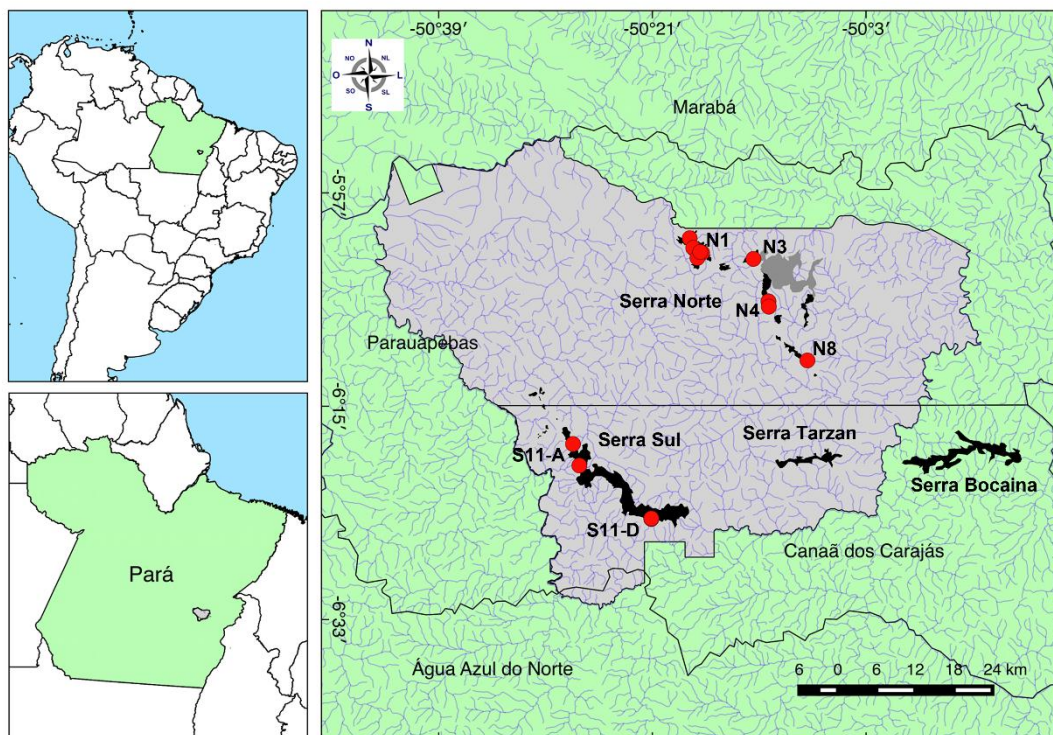 Pará
-50°39′
-50°21′
-50°3′
N
NO
NL
O
L
SO
SL
S
Marabá
-5°57′
N1
N3
Serra Norte
N4
Parauapebas
N8
-6°15′
Serra Sul
Serra Tarzan
S11-A
Serra Bocaina
S11-D
Canaã dos Carajás
-6°33′
Água Azul do Norte
6 0 6 12 18 24 km